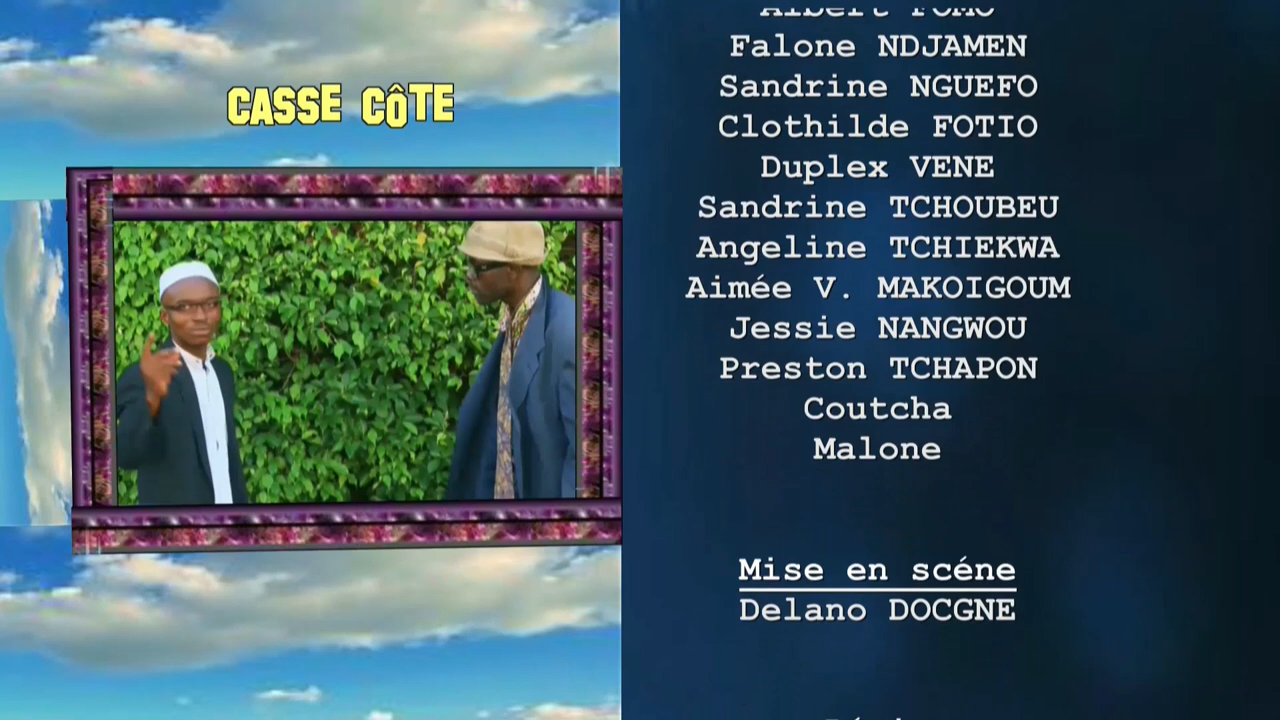 CASSE CÔTE
Falone NDJAMEN
Sandrine NGUEFO
Clothilde FOTIO
Duplex VENE
Sandrine TCHOUBEU
Angeline TCHIEKWA
Aimée V. MAKOIGOUM
Jessie NANGWOU
Preston TCHAPON
Coutcha
Malone
Mise en scéne
Delano DOCGNE